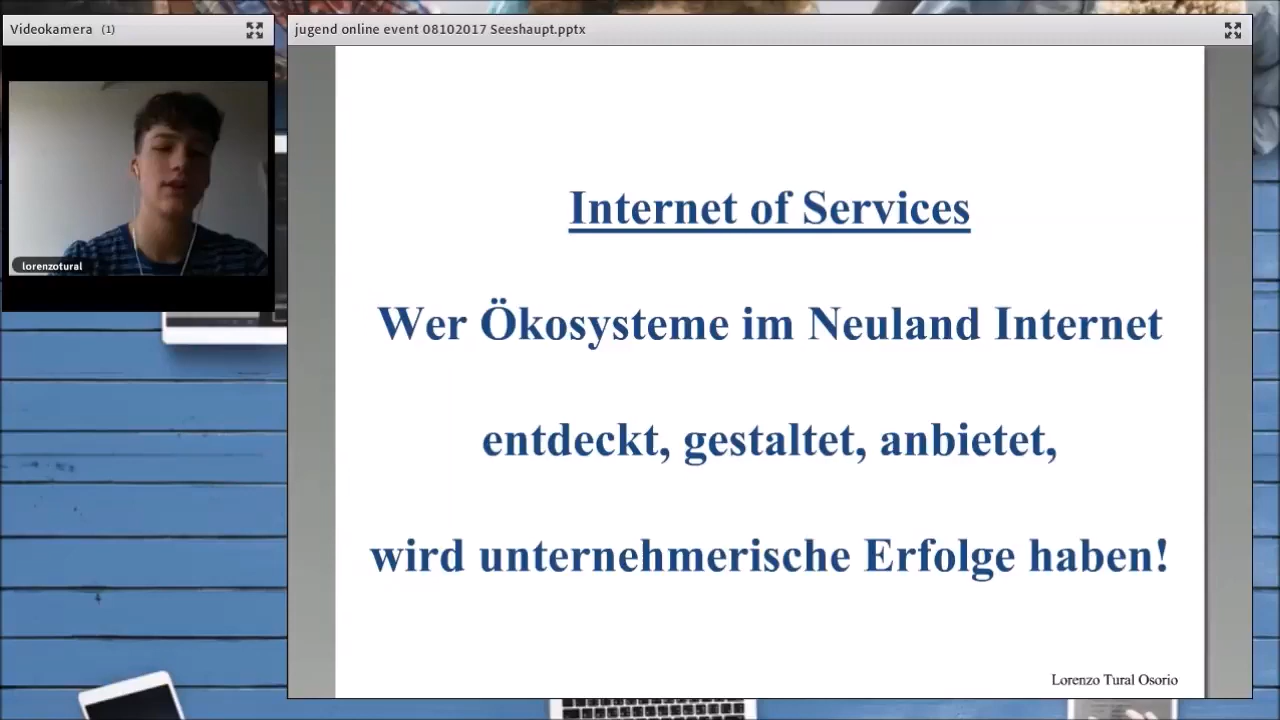 Videokamera (1)
lorenzotural
jugend online event 08102017 Seeshaupt.pptx
Internet of Services
Wer Ökosysteme im Neuland Internet
entdeckt, gestaltet, anbietet,
wird unternehmerische Erfolge haben!
Lorenzo Tural Osorio